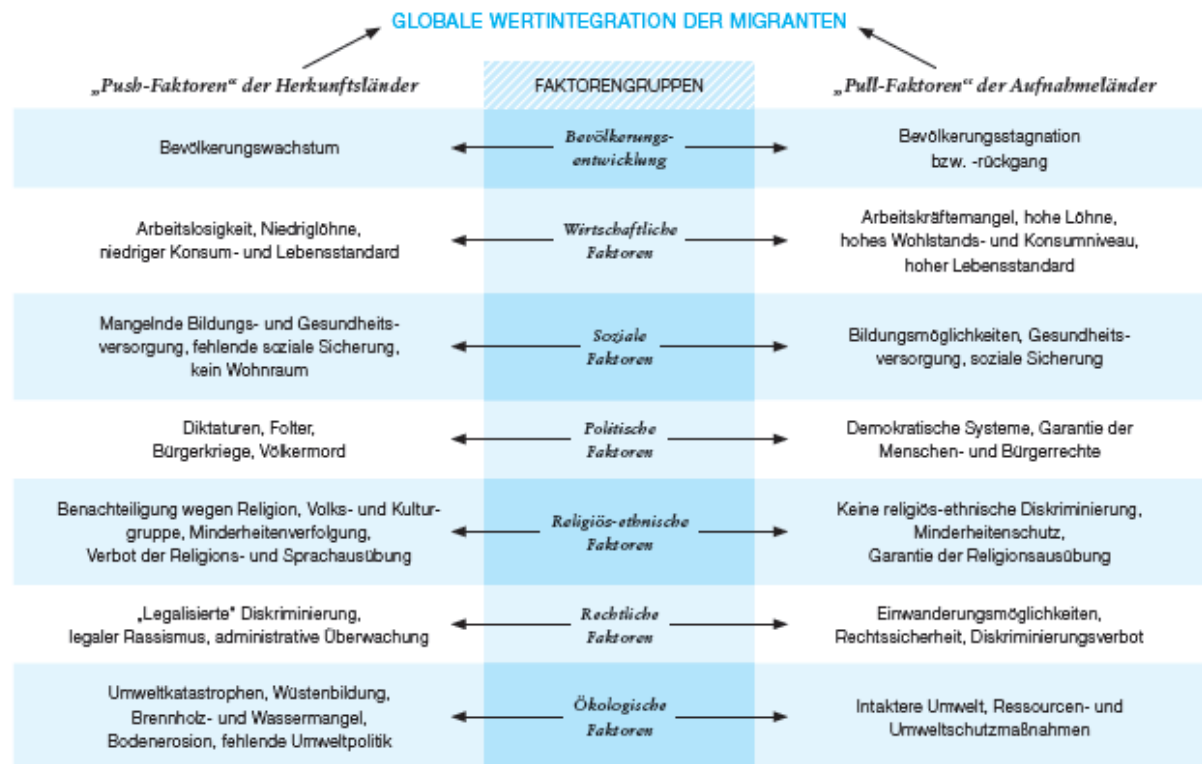 GLOBALE WERTINTEGRATION DER MIGRANTEN
„Push-Faktoren“ der Herkunftsländer
FAKTORENGRUPPEN
„Pull-Faktoren“ der Aufnahmeländer
Bevölkerungswachstum
Bevölkerungs-
entwicklung
Bevölkerungsstagnation
bzw. -rückgang
Arbeitslosigkeit, Niedriglöhne,
niedriger Konsum- und Lebensstandard
Wirtschaftliche
Faktoren
Arbeitskräftemangel, hohe Löhne,
hohes Wohlstands- und Konsumniveau,
hoher Lebensstandard
Mangelnde Bildungs- und Gesundheits-
versorgung, fehlende soziale Sicherung,
kein Wohnraum
Soziale
Faktoren
Bildungsmöglichkeiten, Gesundheits-
versorgung, soziale Sicherung
Diktaturen, Folter,
Bürgerkriege, Völkermord
Politische
Faktoren
Demokratische Systeme, Garantie der
Menschen- und Bürgerrechte
Benachteiligung wegen Religion, Volks- und Kultur-
gruppe, Minderheitenverfolgung,
Verbot der Religions- und Sprachausübung
Religiös-ethnische
Faktoren
Keine religiös-ethnische Diskriminierung,
Minderheitenschutz,
Garantie der Religionsausübung
„Legalisierte“ Diskriminierung,
legaler Rassismus, administrative Überwachung
Rechtliche
Faktoren
Einwanderungsmöglichkeiten,
Rechtssicherheit, Diskriminierungsverbot
Umweltkatastrophen, Wüstenbildung,
Brennholz- und Wassermangel,
Bodenerosion, fehlende Umweltpolitik
Ökologische
Faktoren
Intaktere Umwelt, Ressourcen- und
Umweltschutzmaßnahmen